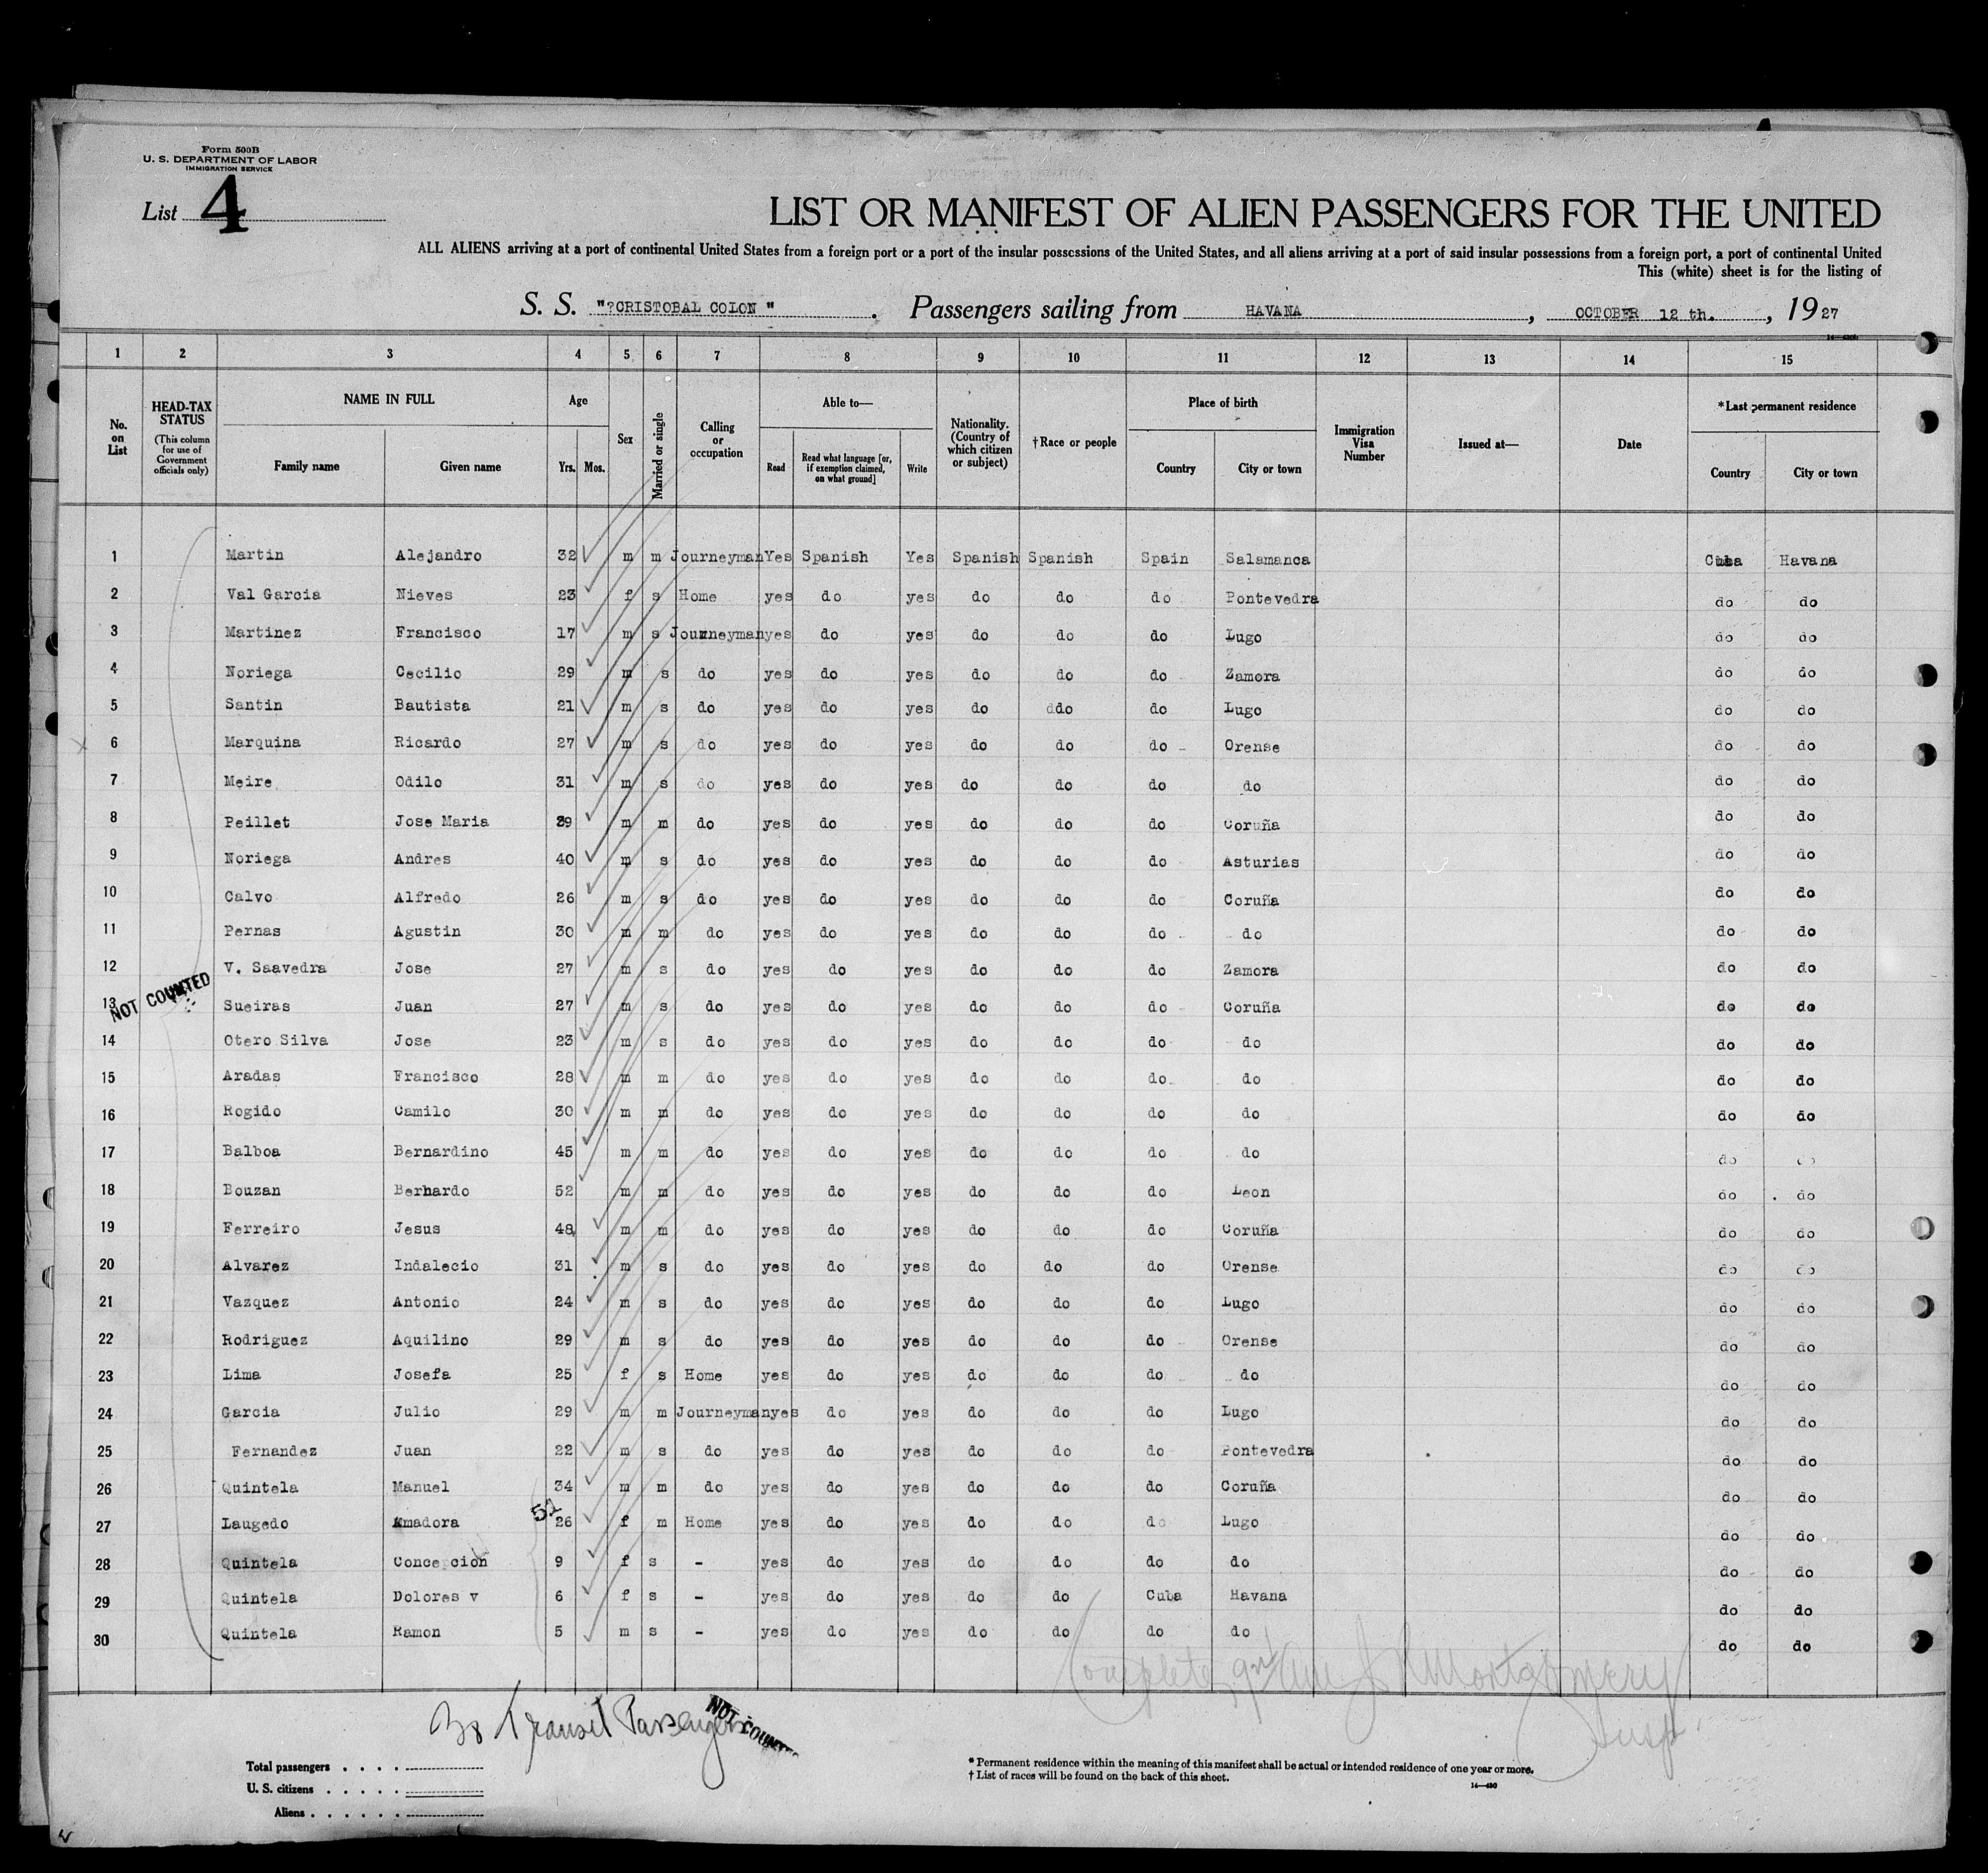 Form 500B
U. S. DEPARTMENT OF LABOR
IMMIGRATION SERVICE
List 4
LIST OR MANIFEST OF ALIEN PASSENGERS FOR THE UNITED
ALL ALIENS arriving at a port of continental United States from a foreign port or a port of the insular possessions of the United States, and all aliens arriving at a port of said insular possessions from a foreign port, a port of continental United
This (white) sheet is for the listing of
S. S. "?CRISTOBAL COLON ". Passengers sailing from HAVANA, OCTOBER 12 th., 1927
1 2 3 4 5 6 7 8 9 10 11 12 13 14 15
No. on List
HEAD-TAX STATUS
(This column for use of Government officials only)
NAME IN FULL
Family name Given name
Age
Yrs. Mos.
Sex
Married or single
Calling or occupation
Able to—
Read
Read what language [or, if exemption claimed, on what ground]
Write
Nationality. (Country of which citizen or subject)
†Race or people
Place of birth
Country City or town
Immigration Visa Number
Issued at—
Date
*Last permanent residence
Country City or town
1 Martin Alejandro 32 m m Journeyman Yes Spanish Yes Spanish Spanish Spain Salamanca Cuba Havana
2 Val Garcia Nieves 23 f s Home yes do yes do do do Pontevedra do do
3 Martinez Francisco 17 m s Journeyman yes do yes do do do Lugo do do
4 Noriega Cecilio 29 m s do yes do yes do do do Zamora do do
5 Santin Bautista 21 m s do yes do yes do ddo do Lugo do do
6 Marquina Ricardo 27 m s do yes do yes do do do Orense do do
7 Meire Odilo 31 m s do yes do yes do do do do do do
8 Peillet Jose Maria 39 m m do yes do yes do do do Coruña do do
9 Noriega Andres 40 m s do yes do yes do do do Asturias do do
10 Calvo Alfredo 26 m s do yes do yes do do do Coruña do do
11 Pernas Agustin 30 m m do yes do yes do do do do do do
12 V. Saavedra Jose 27 m s do yes do yes do do do Zamora do do
NOT COUNTED
13 Sueiras Juan 27 m s do yes do yes do do do Coruña do do
14 Otero Silva Jose 23 m s do yes do yes do do do do do do
15 Aradas Francisco 28 m m do yes do yes do do do do do do
16 Rogido Camilo 30 m m do yes do yes do do do do do do
17 Balboa Bernardino 45 m m do yes do yes do do do do do do
18 Bouzan Berhardo 52 m m do yes do yes do do do Leon do do
19 Ferreiro Jesus 48 m m do yes do yes do do do Coruña do do
20 Alvarez Indalecio 31 m s do yes do yes do do do Orense do do
21 Vazquez Antonio 24 m s do yes do yes do do do Lugo do do
22 Rodriguez Aquilino 29 m s do yes do yes do do do Orense do do
23 Lima Josefa 25 f s Home yes do yes do do do do do do
24 Garcia Julio 29 m m Journeyman yes do yes do do do Lugo do do
25 Fernandez Juan 22 m s do yes do yes do do do Pontevedra do do
26 Quintela Manuel 34 m m do yes do yes do do do Coruña do do
51
27 Laugedo Amadora 26 f m Home yes do yes do do do Lugo do do
28 Quintela Concepcion 9 f s - yes do yes do do do do do do
29 Quintela Dolores v 6 f s - yes do yes do do Cuba Havana do do
30 Quintela Ramon 5 m s - yes do yes do do do do do do
Complete Montgomery
Insp.
30 Transit Passengers
NOT COUNTED
Total passengers . . . .
U. S. citizens . . . . .
Aliens . . . . . .
* Permanent residence within the meaning of this manifest shall be actual or intended residence of one year or more.
† List of races will be found on the back of this sheet.
14—430